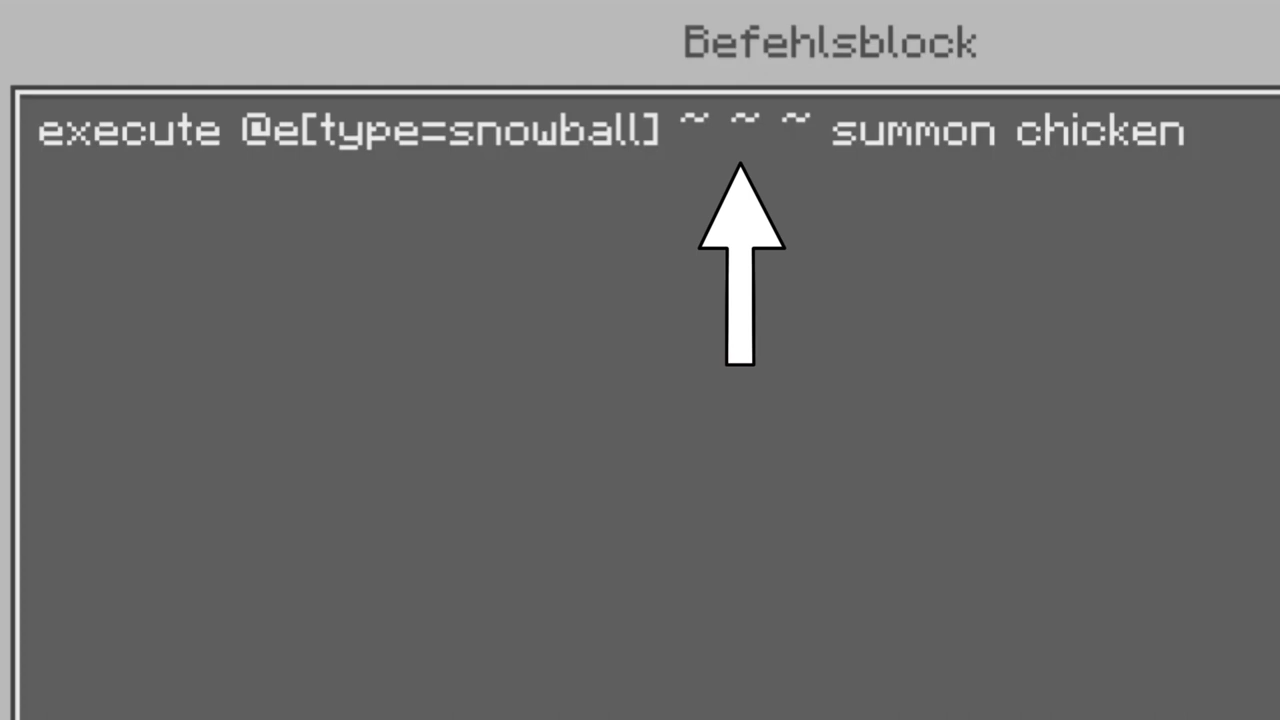 Befehlsblock
execute @e[type=snowball] ~ ~ ~ summon chicken